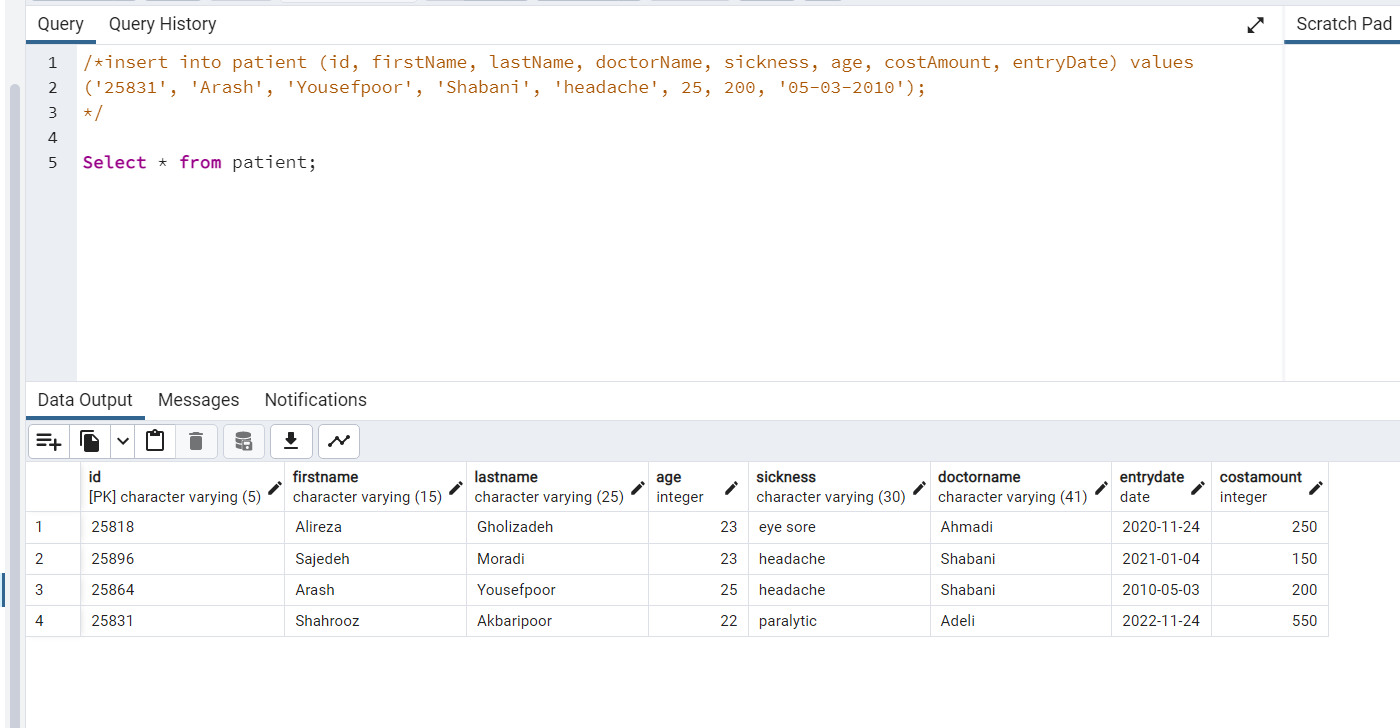 Query Query History Scratch Pad
1 /*insert into patient (id, firstName, lastName, doctorName, sickness, age, costAmount, entryDate) values
2 ('25831', 'Arash', 'Yousefpoor', 'Shabani', 'headache', 25, 200, '05-03-2010');
3 */
4
5 Select * from patient;
Data Output Messages Notifications
id firstname lastname age sickness doctorname entrydate costamount
[PK] character varying (5) character varying (15) character varying (25) integer character varying (30) character varying (41) date integer
1 25818 Alireza Gholizadeh 23 eye sore Ahmadi 2020-11-24 250
2 25896 Sajedeh Moradi 23 headache Shabani 2021-01-04 150
3 25864 Arash Yousefpoor 25 headache Shabani 2010-05-03 200
4 25831 Shahrooz Akbaripoor 22 paralytic Adeli 2022-11-24 550